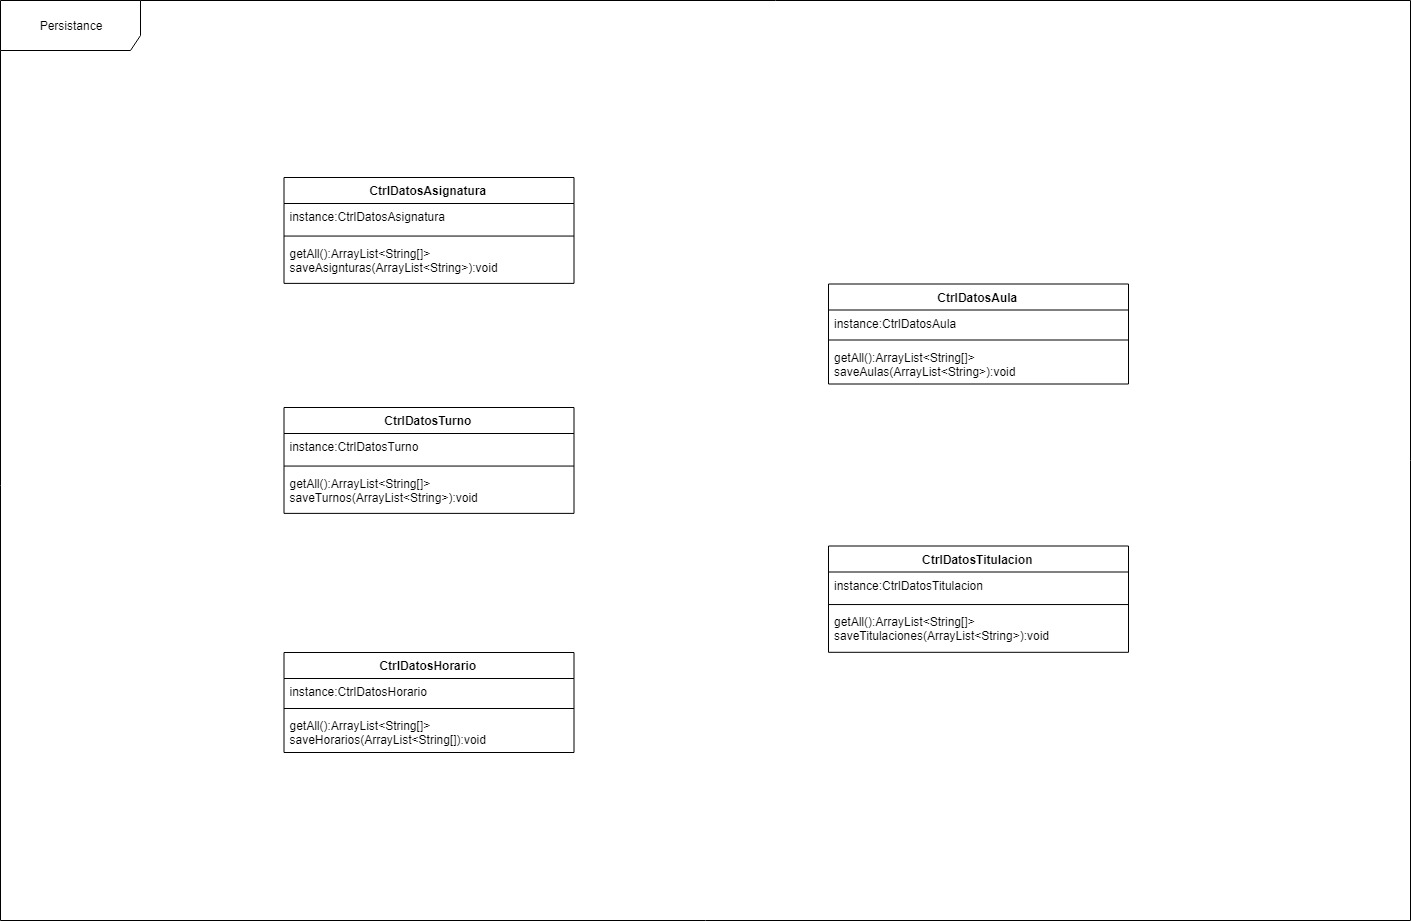 Persistance
CtrlDatosAsignatura
instance:CtrlDatosAsignatura
getAll():ArrayList<String[]>
saveAsignturas(ArrayList<String>):void
CtrlDatosAula
instance:CtrlDatosAula
getAll():ArrayList<String[]>
saveAulas(ArrayList<String>):void
CtrlDatosTurno
instance:CtrlDatosTurno
getAll():ArrayList<String[]>
saveTurnos(ArrayList<String>):void
CtrlDatosTitulacion
instance:CtrlDatosTitulacion
getAll():ArrayList<String[]>
saveTitulaciones(ArrayList<String>):void
CtrlDatosHorario
instance:CtrlDatosHorario
getAll():ArrayList<String[]>
saveHorarios(ArrayList<String[]):void